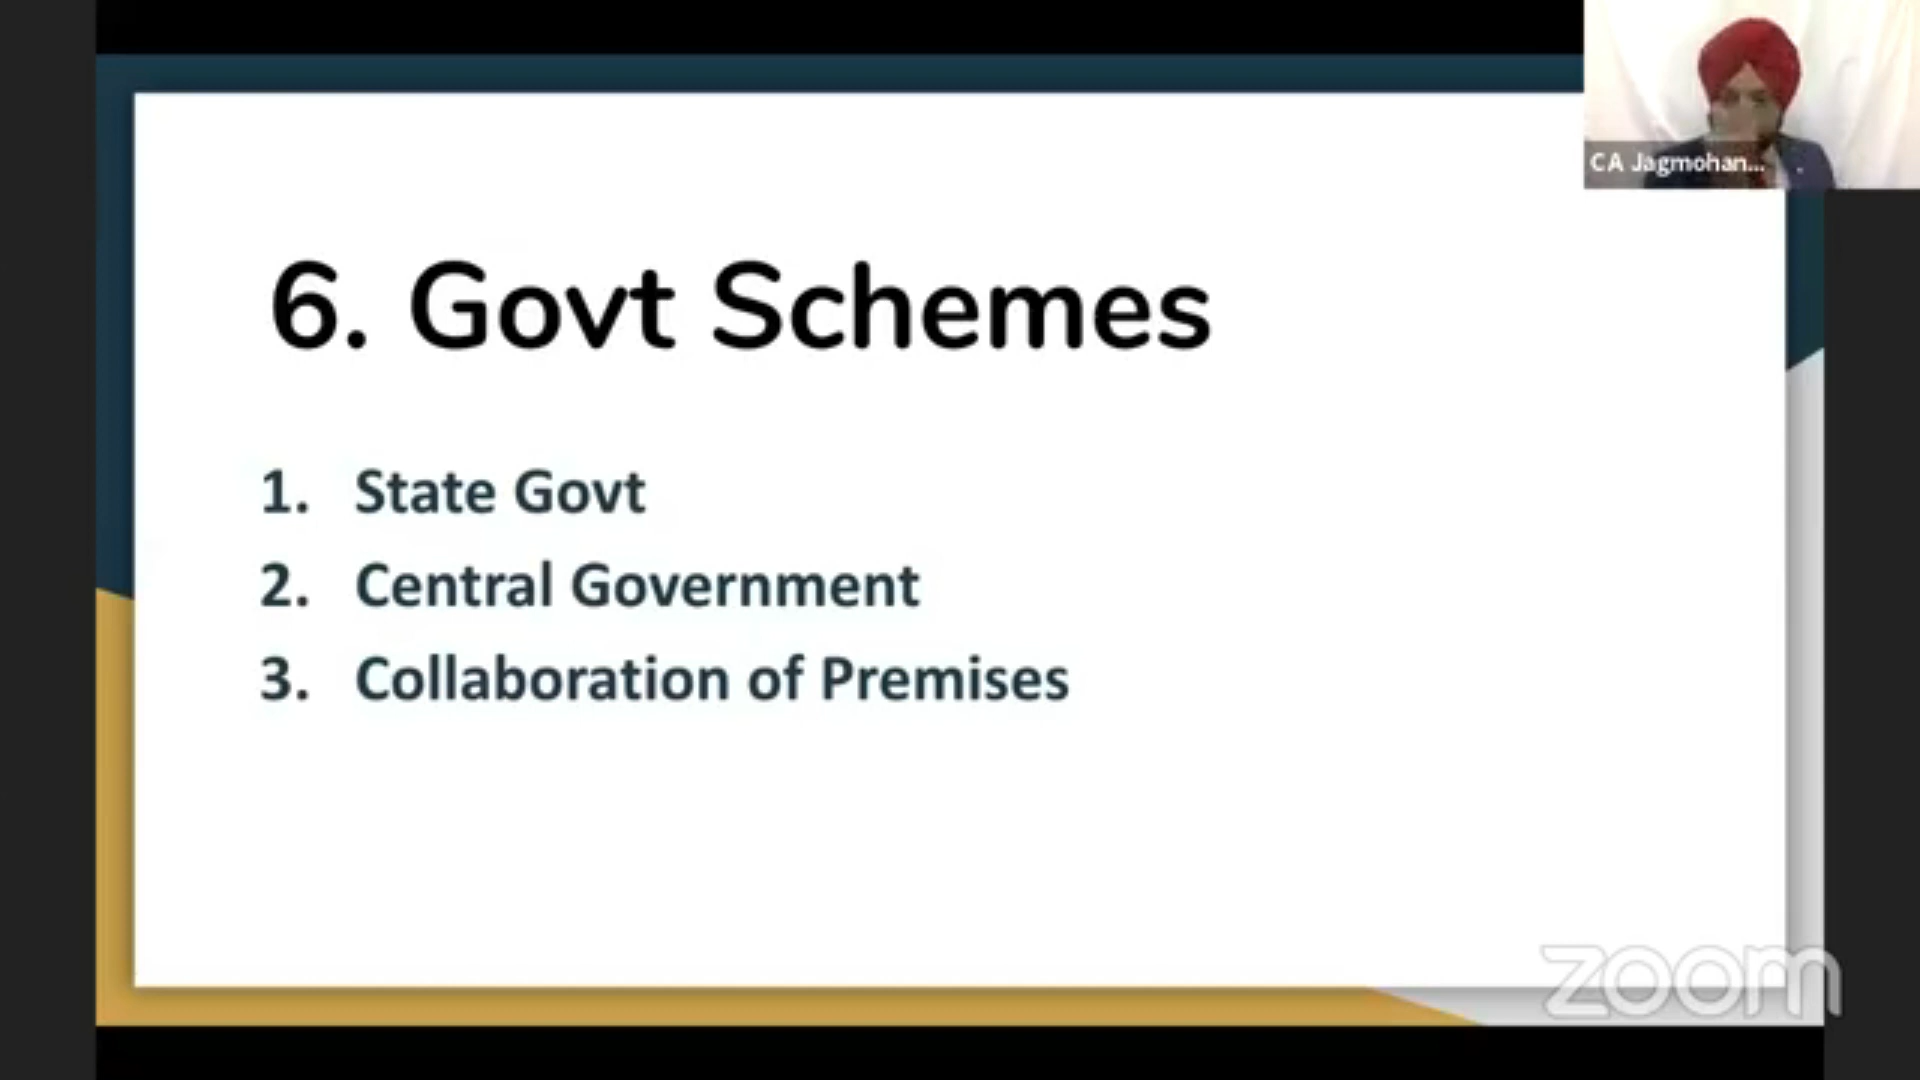 CA Jagmohan...
6. Govt Schemes
1. State Govt
2. Central Government
3. Collaboration of Premises
zoom